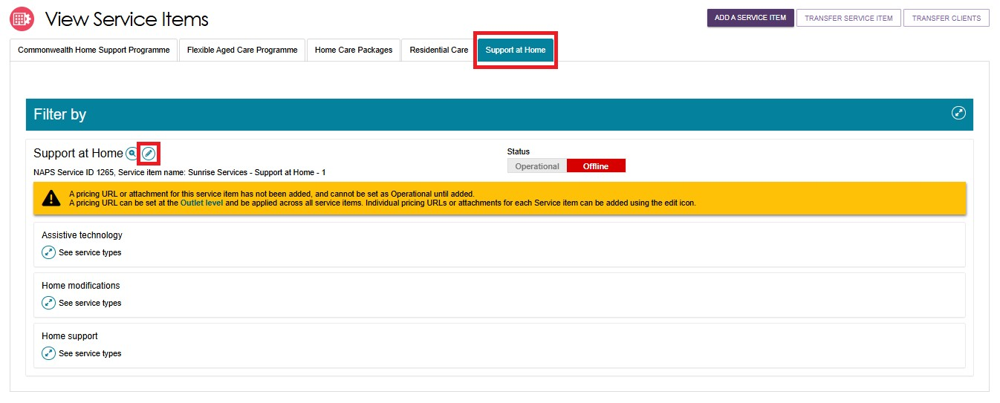 View Service Items
ADD A SERVICE ITEM
TRANSFER SERVICE ITEM
TRANSFER CLIENTS
Commonwealth Home Support Programme
Flexible Aged Care Programme
Home Care Packages
Residential Care
Support at Home
Filter by
Support at Home
Status
Operational
Offline
NAPS Service ID 1265, Service item name: Sunrise Services - Support at Home - 1
A pricing URL or attachment for this service item has not been added, and cannot be set as Operational until added.
A pricing URL can be set at the Outlet level and be applied across all service items. Individual pricing URLs or attachments for each Service item can be added using the edit icon.
Assistive technology
See service types
Home modifications
See service types
Home support
See service types